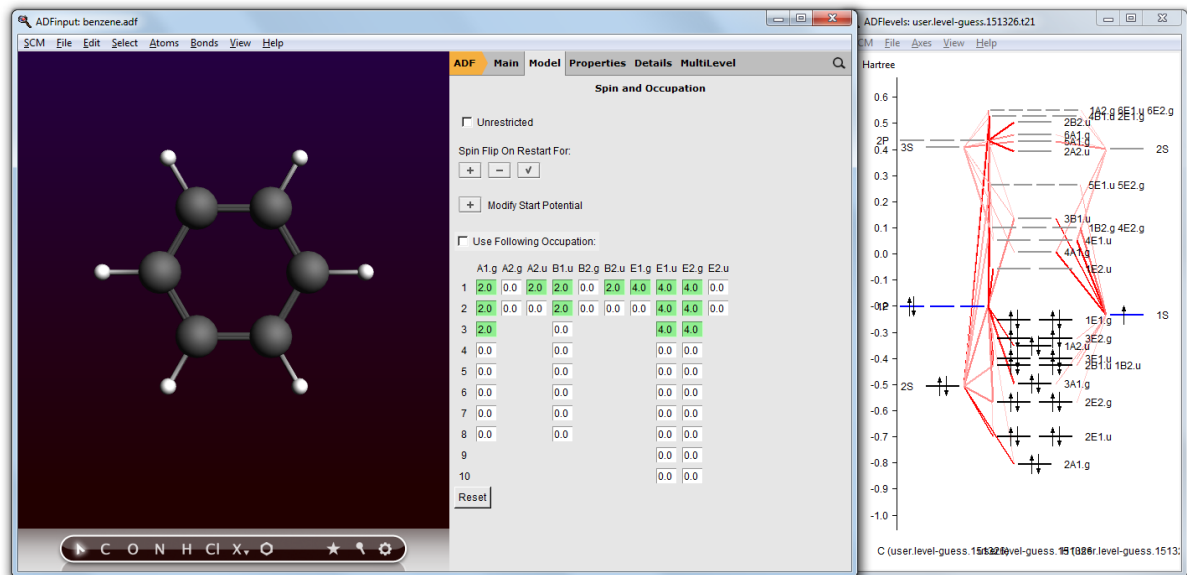 ADFinput: benzene.adf
SCM File Edit Select Atoms Bonds View Help
ADF Main Model Properties Details MultiLevel
Spin and Occupation
Unrestricted
Spin Flip On Restart For:
+ − √
+ Modify Start Potential
Use Following Occupation:
A1.g A2.g A2.u B1.u B2.g B2.u E1.g E1.u E2.g E2.u
1 2.0 0.0 2.0 2.0 0.0 2.0 4.0 4.0 4.0 0.0
2 2.0 0.0 0.0 2.0 0.0 0.0 0.0 4.0 4.0 0.0
3 2.0 0.0 4.0 4.0
4 0.0 0.0 0.0 0.0
5 0.0 0.0 0.0 0.0
6 0.0 0.0 0.0 0.0
7 0.0 0.0 0.0 0.0
8 0.0 0.0 0.0 0.0
9 0.0 0.0
10 0.0 0.0
Reset
C O N H Cl X
ADFlevels: user.level-guess.151326.t21
CM File Axes View Help
Hartree
0.6
0.5
0.4
0.3
0.2
0.1
0.0
-0.1
-0.3
-0.4
-0.5
-0.6
-0.7
-0.8
-0.9
-1.0
2P
3S
2S
1S
2S
1A2.g 6E1.u 6E2.g
4B1.u 2E1.g
2B2.u
6A1.g
5A1.g
2A2.u
5E1.u 5E2.g
3B1.u
1B2.g 4E2.g
4E1.u
4A1.g
1E2.u
1E1.g
3E2.g
1A2.u
3E1.u
2B1.u 1B2.u
3A1.g
2E2.g
2E1.u
2A1.g
C (user.level-guess.151326)